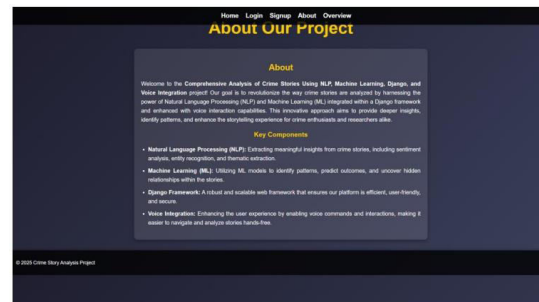 Home Login Signup About Overview
About Our Project
About
Welcome to the Comprehensive Analysis of Crime Stories Using NLP, Machine Learning, Django, and
Voice Integration project! Our goal is to revolutionize the way crime stories are analyzed by harnessing the
power of Natural Language Processing (NLP) and Machine Learning (ML) integrated within a Django framework
and enhanced with voice interaction capabilities. This innovative approach aims to provide deeper insights,
identify patterns, and enhance the storytelling experience for crime enthusiasts and researchers alike.
Key Components
• Natural Language Processing (NLP): Extracting meaningful insights from crime stories, including sentiment
analysis, entity recognition, and thematic extraction.
• Machine Learning (ML): Utilizing ML models to identify patterns, predict outcomes, and uncover hidden
relationships within the stories.
• Django Framework: A robust and scalable web framework that ensures our platform is efficient, user-friendly,
and secure.
• Voice Integration: Enhancing the user experience by enabling voice commands and interactions, making it
easier to navigate and analyze stories hands-free.
© 2025 Crime Story Analysis Project